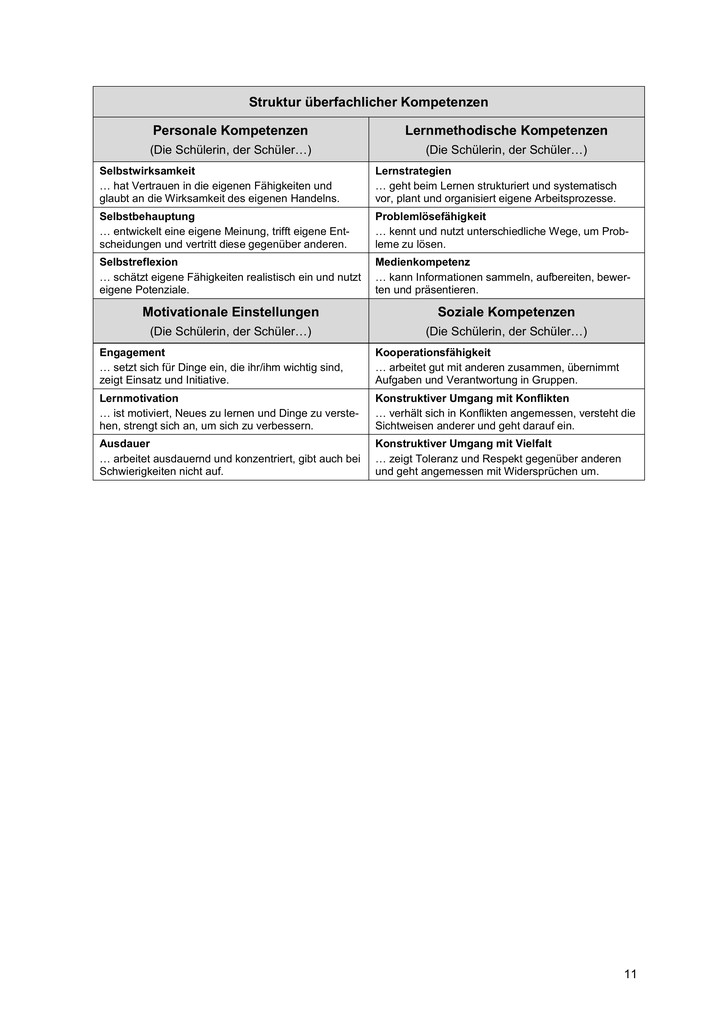 Struktur überfachlicher Kompetenzen
Personale Kompetenzen
(Die Schülerin, der Schüler…)
Lernmethodische Kompetenzen
(Die Schülerin, der Schüler…)
Selbstwirksamkeit
… hat Vertrauen in die eigenen Fähigkeiten und
glaubt an die Wirksamkeit des eigenen Handelns.
Lernstrategien
… geht beim Lernen strukturiert und systematisch
vor, plant und organisiert eigene Arbeitsprozesse.
Selbstbehauptung
… entwickelt eine eigene Meinung, trifft eigene Ent-
scheidungen und vertritt diese gegenüber anderen.
Problemlösefähigkeit
… kennt und nutzt unterschiedliche Wege, um Prob-
leme zu lösen.
Selbstreflexion
… schätzt eigene Fähigkeiten realistisch ein und nutzt
eigene Potenziale.
Medienkompetenz
… kann Informationen sammeln, aufbereiten, bewer-
ten und präsentieren.
Motivationale Einstellungen
(Die Schülerin, der Schüler…)
Soziale Kompetenzen
(Die Schülerin, der Schüler…)
Engagement
… setzt sich für Dinge ein, die ihr/ihm wichtig sind,
zeigt Einsatz und Initiative.
Kooperationsfähigkeit
… arbeitet gut mit anderen zusammen, übernimmt
Aufgaben und Verantwortung in Gruppen.
Lernmotivation
… ist motiviert, Neues zu lernen und Dinge zu verste-
hen, strengt sich an, um sich zu verbessern.
Konstruktiver Umgang mit Konflikten
… verhält sich in Konflikten angemessen, versteht die
Sichtweisen anderer und geht darauf ein.
Ausdauer
… arbeitet ausdauernd und konzentriert, gibt auch bei
Schwierigkeiten nicht auf.
Konstruktiver Umgang mit Vielfalt
… zeigt Toleranz und Respekt gegenüber anderen
und geht angemessen mit Widersprüchen um.
11